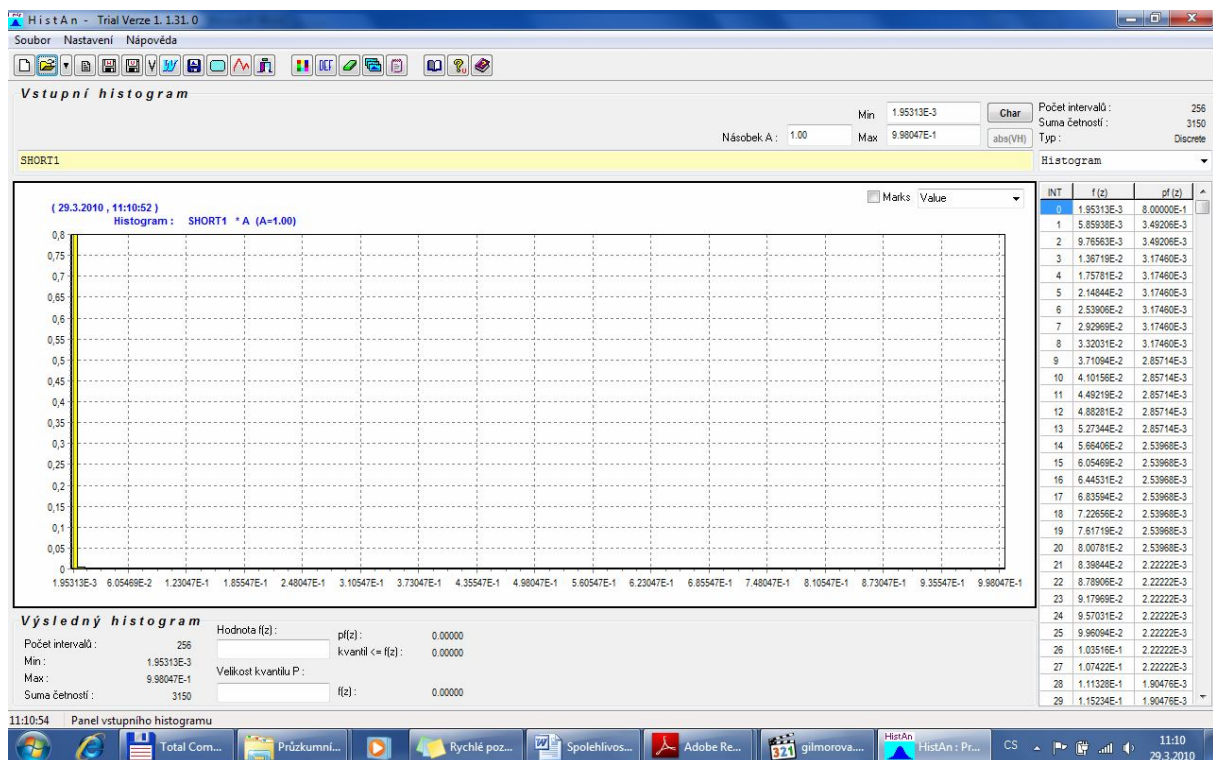 HistAn - Trial Verze 1. 1.31. 0
Soubor Nastavení Nápověda
Vstupní histogram
Min 1.95313E-3 Char
Násobek A : 1.00 Max 9.98047E-1 abs(VH)
Počet intervalů : 256
Suma četností : 3150
Typ : Discrete
SHORT1
Histogram
Marks Value
( 29.3.2010 , 11:10:52 )
Histogram : SHORT1 * A (A=1.00)
0,8
0,75
0,7
0,65
0,6
0,55
0,5
0,45
0,4
0,35
0,3
0,25
0,2
0,15
0,1
0,05
0
1.95313E-3 6.05469E-2 1.23047E-1 1.85547E-1 2.48047E-1 3.10547E-1 3.73047E-1 4.35547E-1 4.98047E-1 5.60547E-1 6.23047E-1 6.85547E-1 7.48047E-1 8.10547E-1 8.73047E-1 9.35547E-1 9.98047E-1
INT f (z) pf (z)
0 1.95313E-3 8.00000E-1
1 5.85938E-3 3.49206E-3
2 9.76563E-3 3.49206E-3
3 1.36719E-2 3.17460E-3
4 1.75781E-2 3.17460E-3
5 2.14844E-2 3.17460E-3
6 2.53906E-2 3.17460E-3
7 2.92969E-2 3.17460E-3
8 3.32031E-2 3.17460E-3
9 3.71094E-2 2.85714E-3
10 4.10156E-2 2.85714E-3
11 4.49219E-2 2.85714E-3
12 4.88281E-2 2.85714E-3
13 5.27344E-2 2.85714E-3
14 5.66406E-2 2.53968E-3
15 6.05469E-2 2.53968E-3
16 6.44531E-2 2.53968E-3
17 6.83594E-2 2.53968E-3
18 7.22656E-2 2.53968E-3
19 7.61719E-2 2.53968E-3
20 8.00781E-2 2.53968E-3
21 8.39844E-2 2.22222E-3
22 8.78906E-2 2.22222E-3
23 9.17969E-2 2.22222E-3
24 9.57031E-2 2.22222E-3
25 9.96094E-2 2.22222E-3
26 1.03516E-1 2.22222E-3
27 1.07422E-1 2.22222E-3
28 1.11328E-1 1.90476E-3
29 1.15234E-1 1.90476E-3
Výsledný histogram
Počet intervalů : 256
Min : 1.95313E-3
Max : 9.98047E-1
Suma četností : 3150
Hodnota f(z) :
pf(z) : 0.00000
kvantil <= f(z) : 0.00000
Velikost kvantilu P :
f(z) : 0.00000
11:10:54 Panel vstupního histogramu
Total Com... Průzkumní... Rychlé poz... Spolehlivos... Adobe Re... 321 gilmorova.... HistAn HistAn : Pr... CS 11:10
29.3.2010